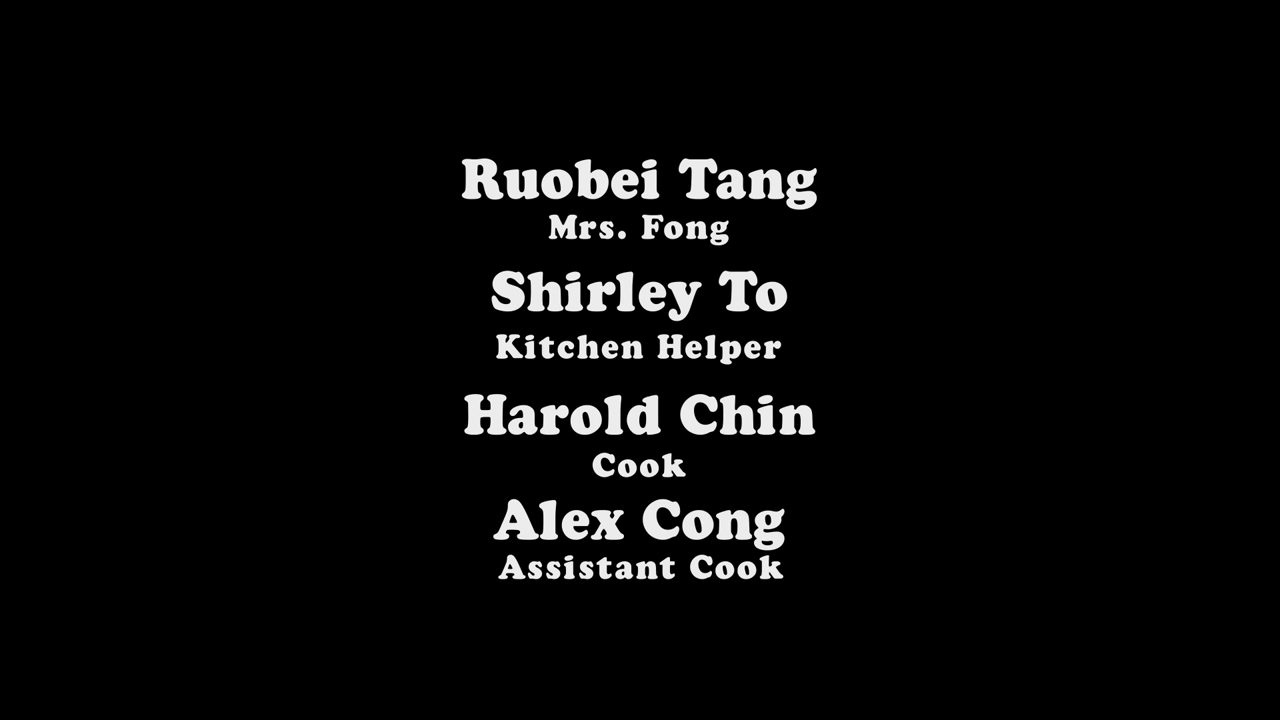 Ruobei Tang
Mrs. Fong
Shirley To
Kitchen Helper
Harold Chin
Cook
Alex Cong
Assistant Cook